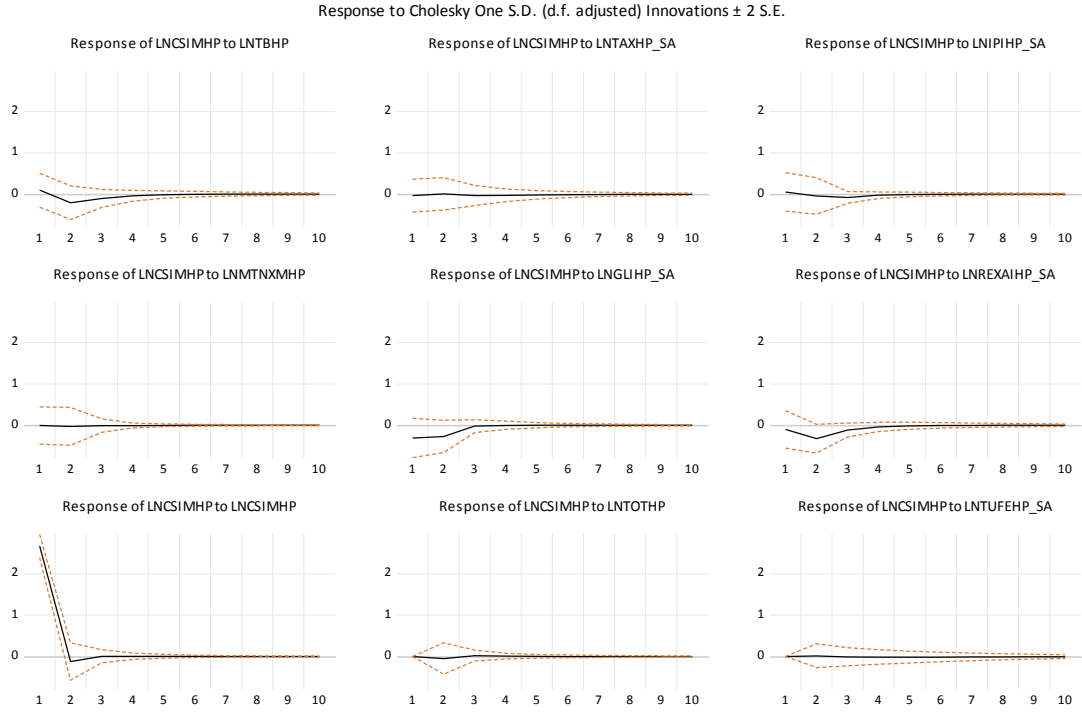 Response to Cholesky One S.D. (d.f. adjusted) Innovations ± 2 S.E.
Response of LNCSIMHP to LNTBHP
2
1
0
1 2 3 4 5 6 7 8 9 10
Response of LNCSIMHP to LNTAXHP_SA
2
1
0
1 2 3 4 5 6 7 8 9 10
Response of LNCSIMHP to LNIPIHP_SA
2
1
0
1 2 3 4 5 6 7 8 9 10
Response of LNCSIMHP to LNMTNXMHP
2
1
0
1 2 3 4 5 6 7 8 9 10
Response of LNCSIMHP to LNGLIHP_SA
2
1
0
1 2 3 4 5 6 7 8 9 10
Response of LNCSIMHP to LNREXAIHP_SA
2
1
0
1 2 3 4 5 6 7 8 9 10
Response of LNCSIMHP to LNCSIMHP
2
1
0
1 2 3 4 5 6 7 8 9 10
Response of LNCSIMHP to LNTOTHP
2
1
0
1 2 3 4 5 6 7 8 9 10
Response of LNCSIMHP to LNTUFEHP_SA
2
1
0
1 2 3 4 5 6 7 8 9 10